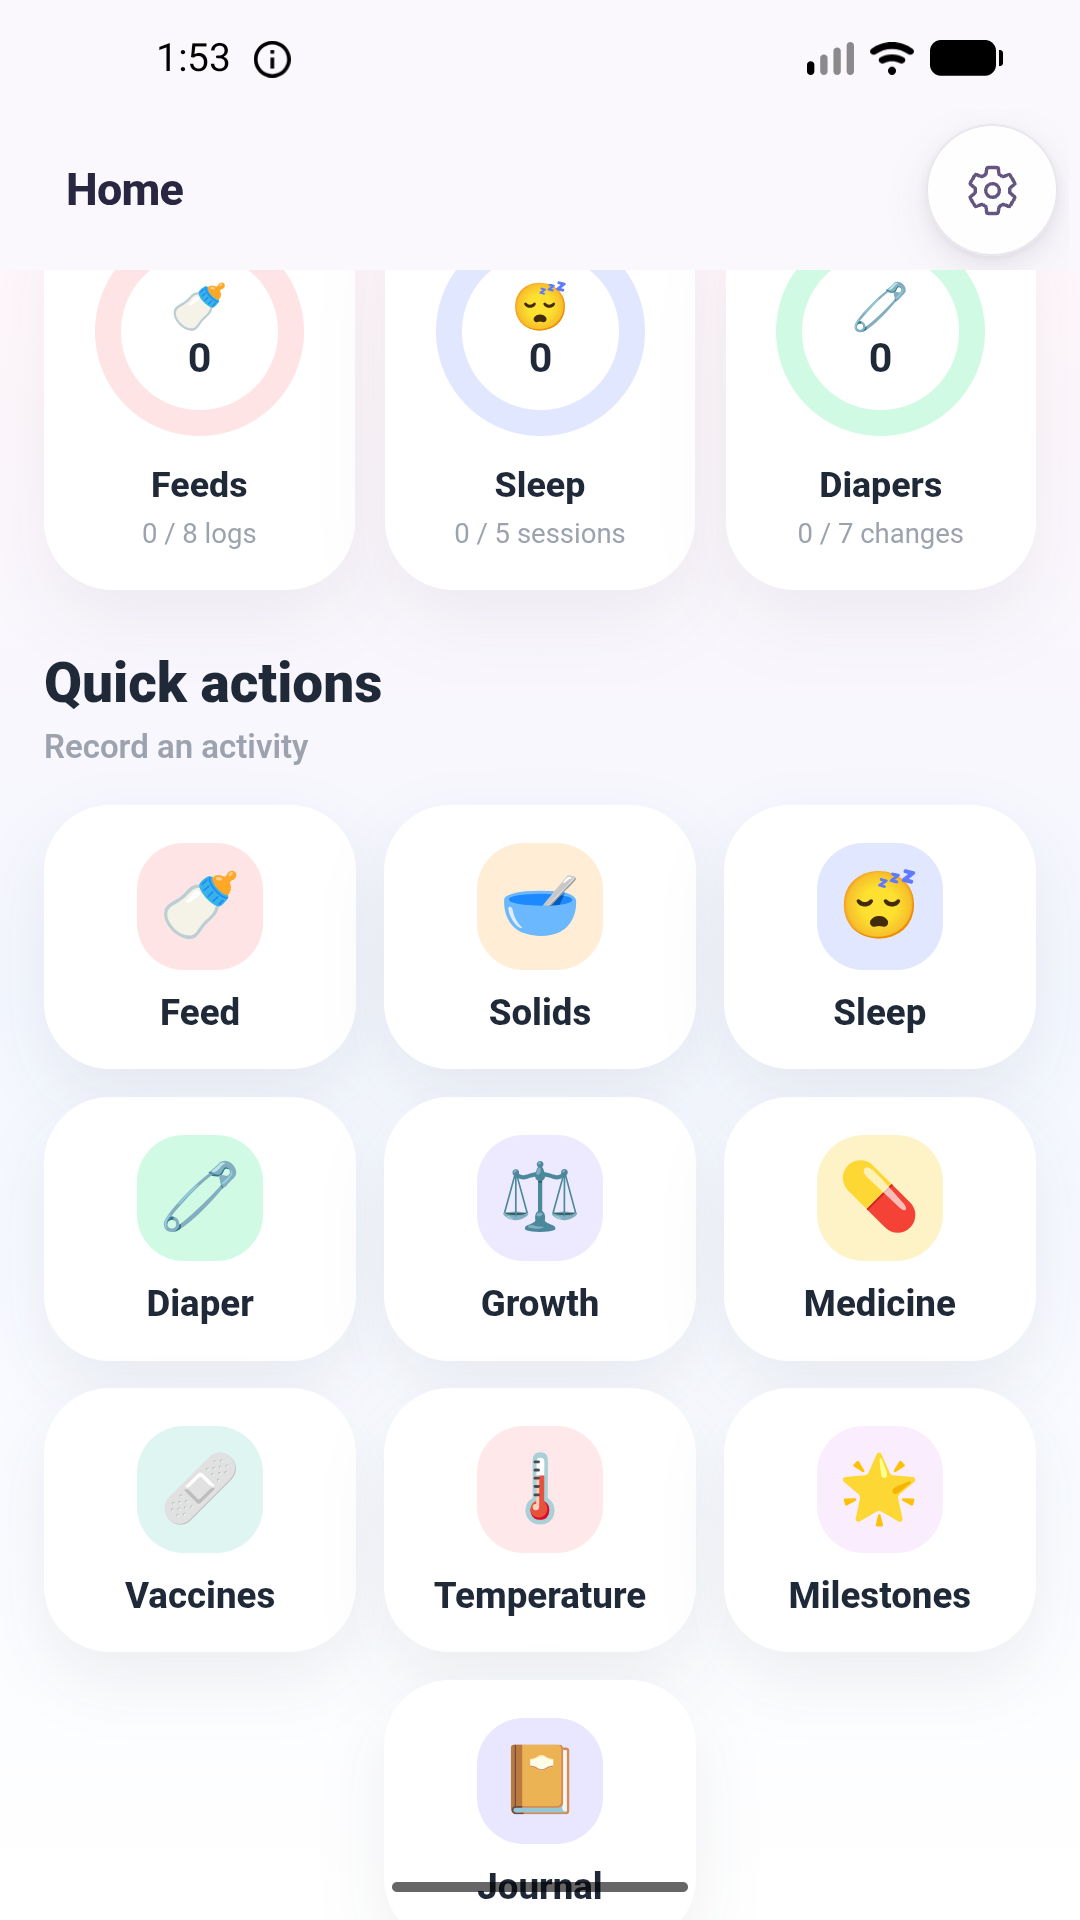 1:53
Home
0
0
0
Feeds
Sleep
Diapers
0 / 8 logs
0 / 5 sessions
0 / 7 changes
Quick actions
Record an activity
Feed
Solids
Sleep
Diaper
Growth
Medicine
Vaccines
Temperature
Milestones
Journal